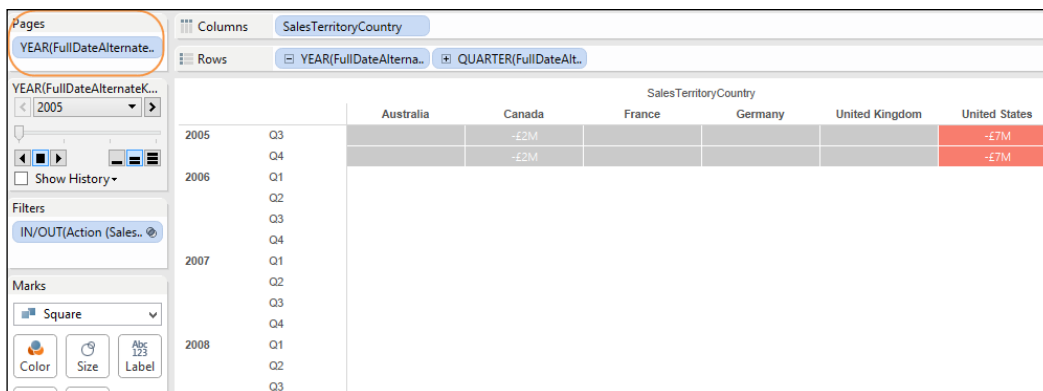 Pages
YEAR(FullDateAlternate..
Columns
SalesTerritoryCountry
Rows
YEAR(FullDateAlterna..
QUARTER(FullDateAlt..
YEAR(FullDateAlternateK...
2005
Show History
Filters
IN/OUT(Action (Sales..
Marks
Square
Color
Size
Abc
123
Label
SalesTerritoryCountry
Australia Canada France Germany United Kingdom United States
2005 Q3 -£2M -£7M
Q4 -£2M -£7M
2006 Q1
Q2
Q3
Q4
2007 Q1
Q2
Q3
Q4
2008 Q1
Q2
Q3